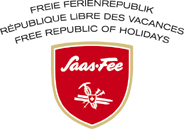 FREIE FERIENREPUBLIK
RÉPUBLIQUE LIBRE DES VACANCES
FREE REPUBLIC OF HOLIDAYS
Saas-Fee